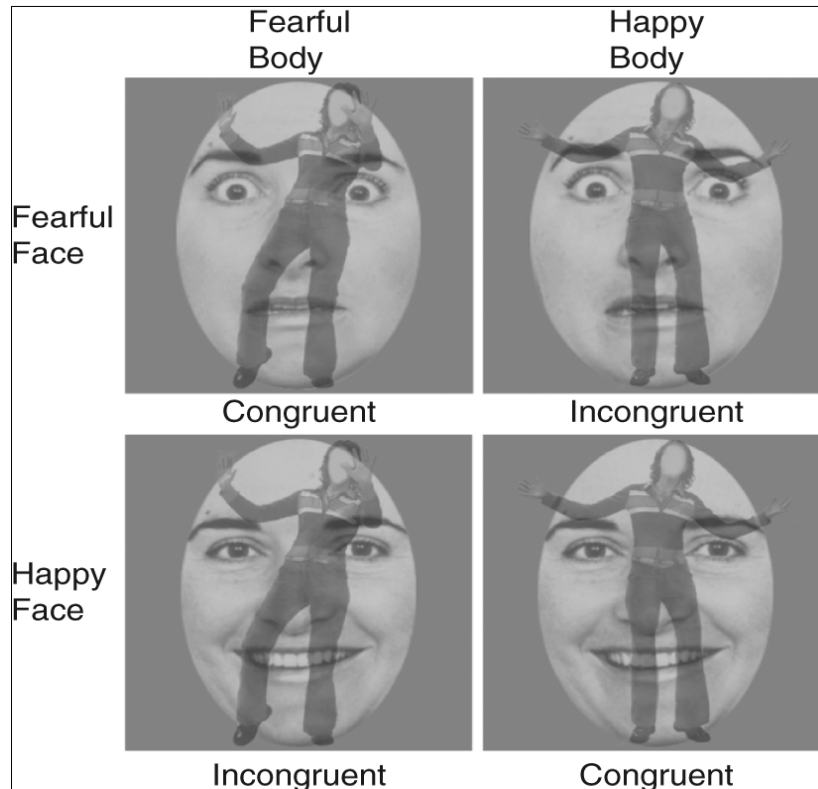 Fearful
Body
Happy
Body
Fearful
Face
Congruent
Incongruent
Happy
Face
Incongruent
Congruent